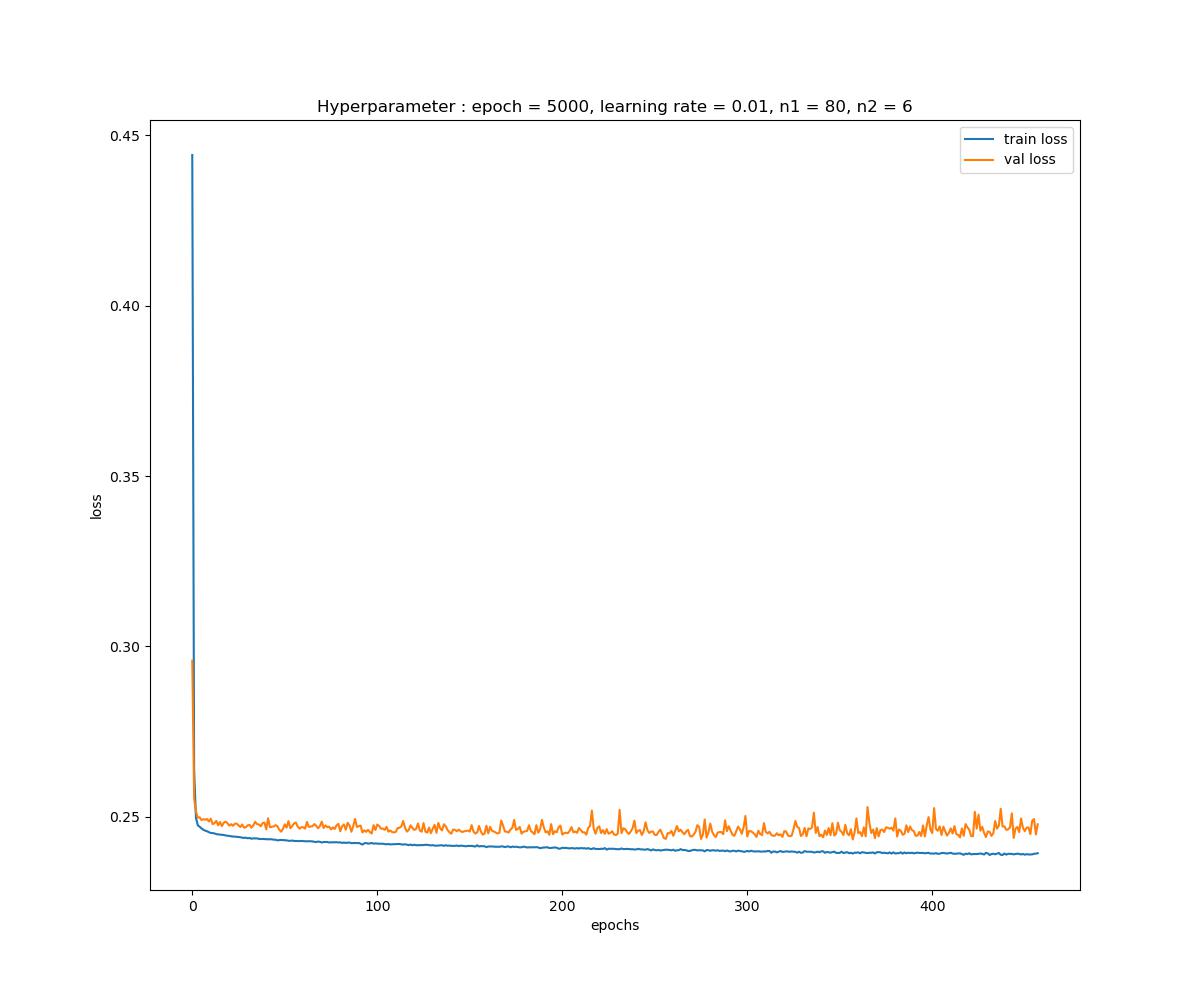 Hyperparameter : epoch = 5000, learning rate = 0.01, n1 = 80, n2 = 6
train loss
val loss
0.45
0.40
0.35
0.30
0.25
loss
0
100
200
300
400
epochs